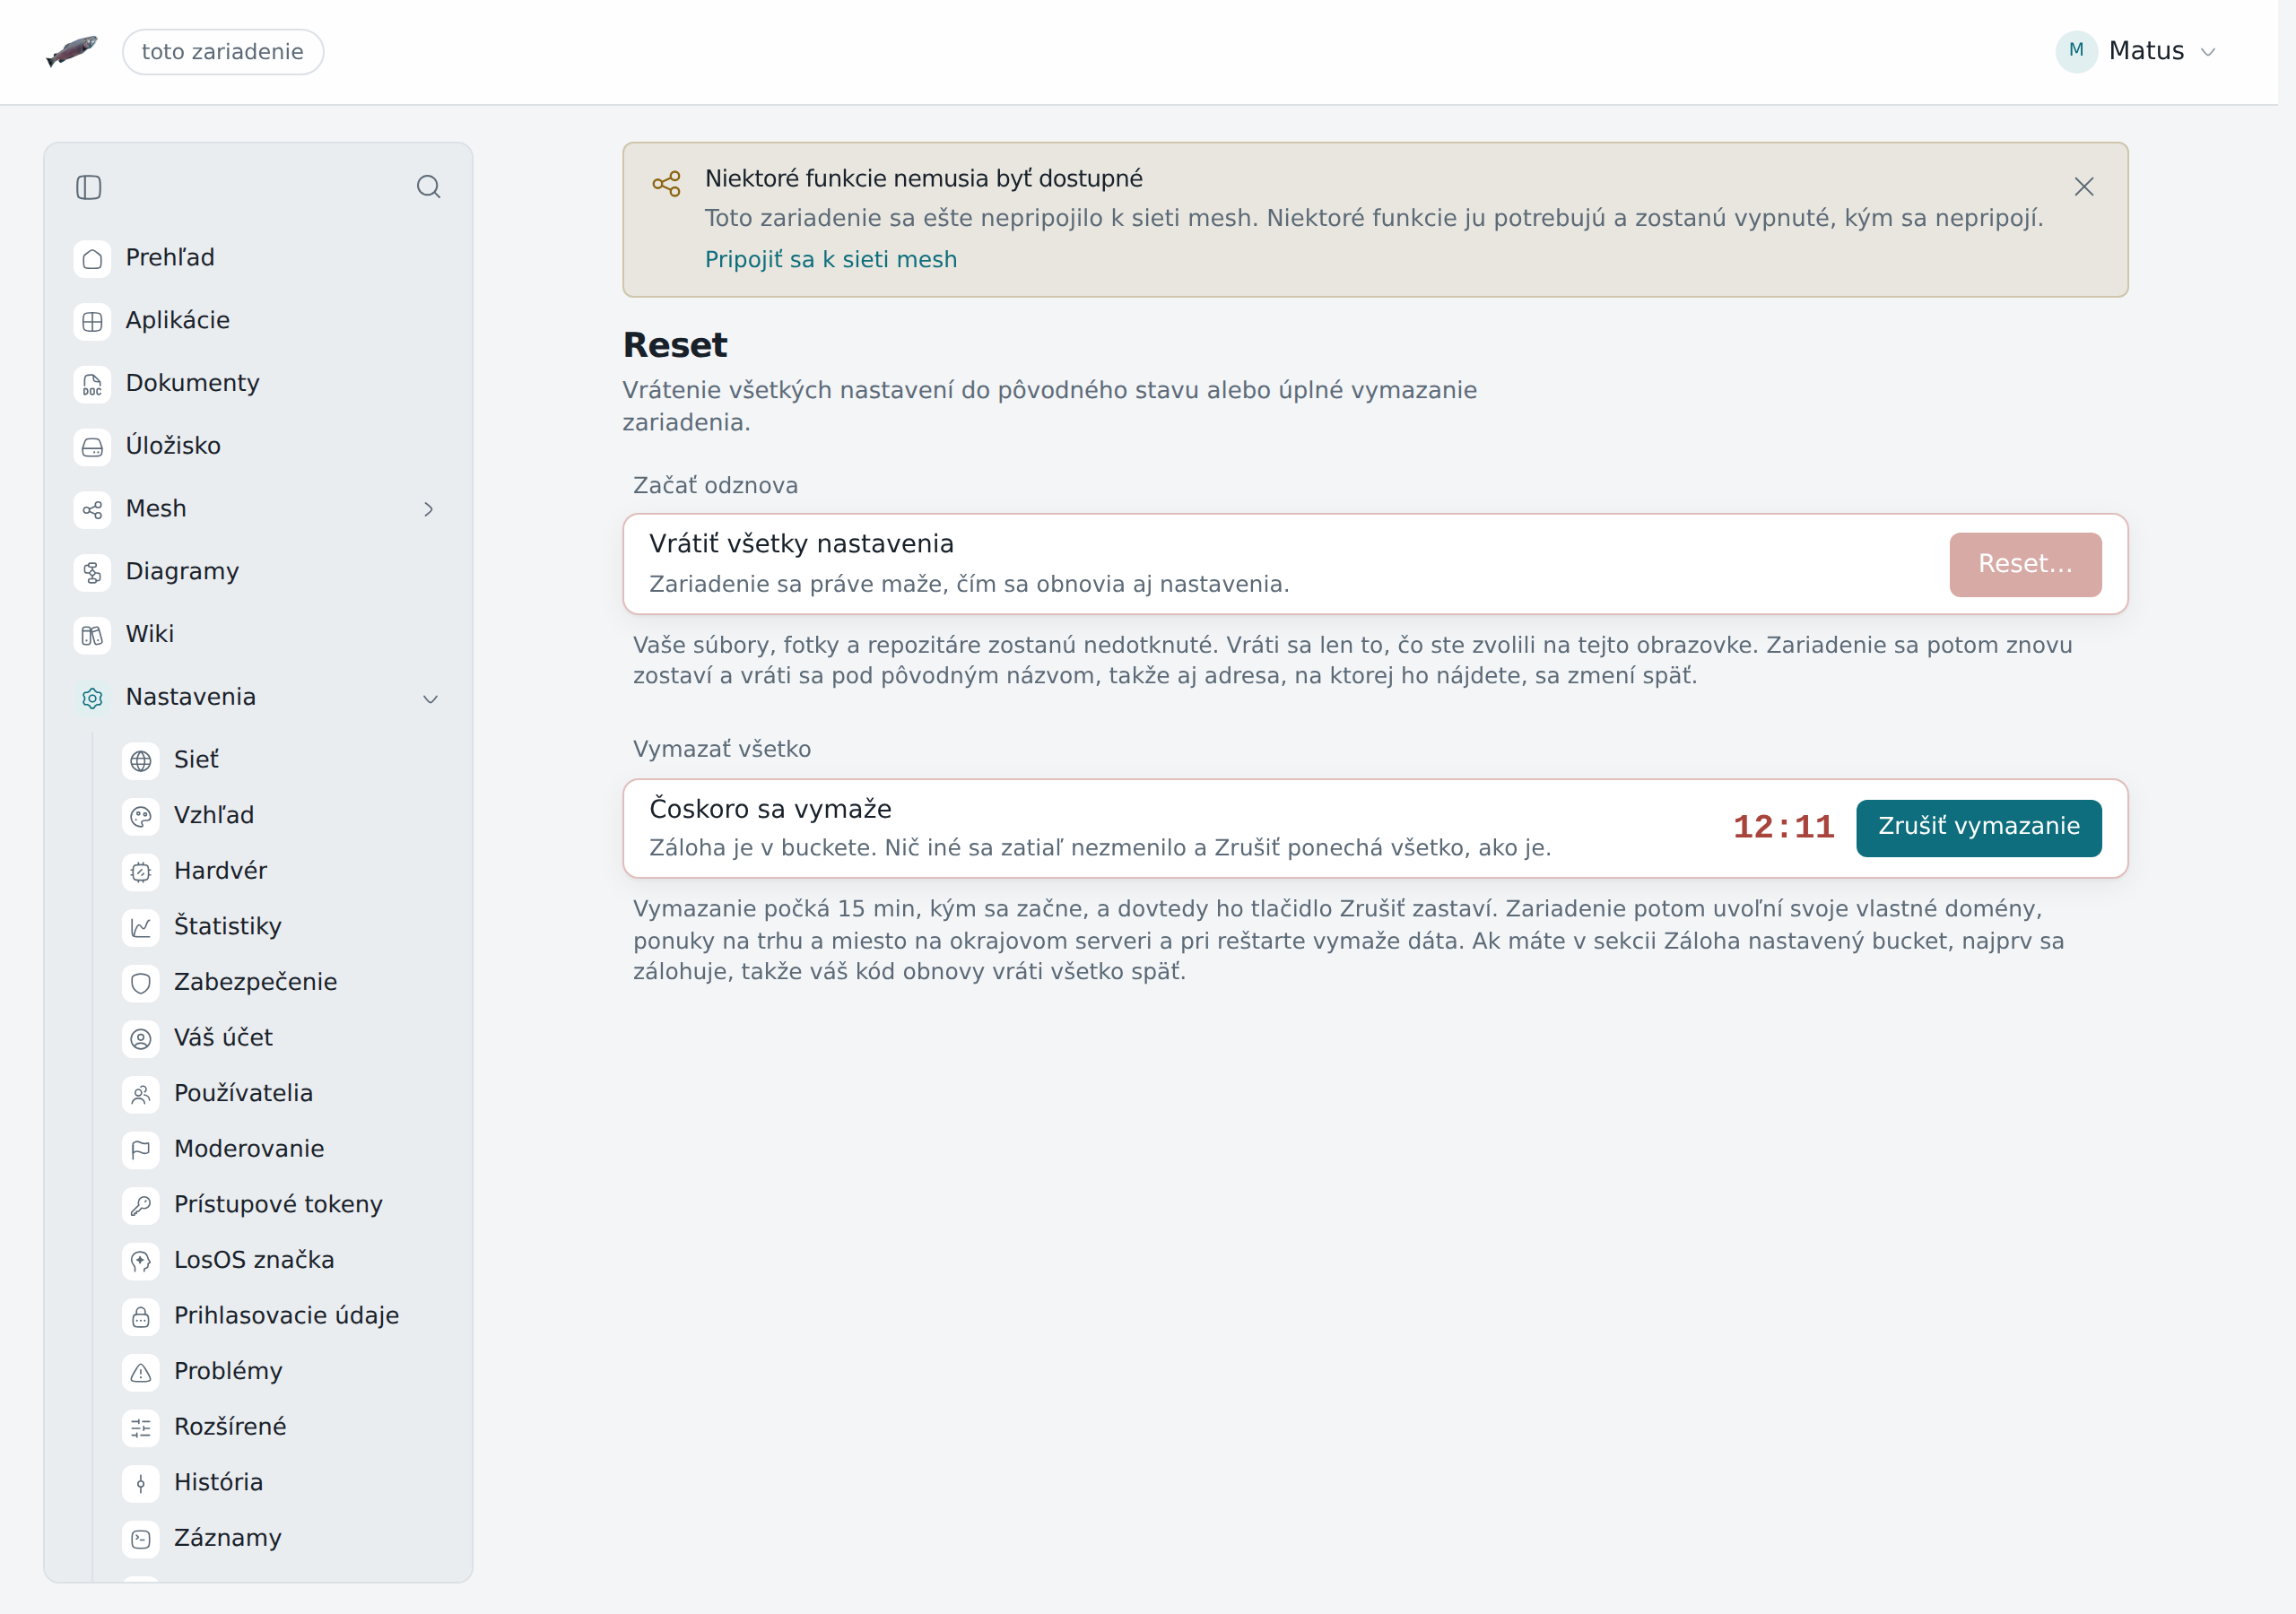 toto zariadenie
M
Matus
Prehľad
Aplikácie
DOC
Dokumenty
Úložisko
Mesh
Diagramy
Wiki
Nastavenia
Sieť
Vzhľad
Hardvér
Štatistiky
Zabezpečenie
Váš účet
Používatelia
Moderovanie
Prístupové tokeny
LosOS značka
Prihlasovacie údaje
Problémy
Rozšírené
História
Záznamy
Niektoré funkcie nemusia byť dostupné
Toto zariadenie sa ešte nepripojilo k sieti mesh. Niektoré funkcie ju potrebujú a zostanú vypnuté, kým sa nepripojí.
Pripojiť sa k sieti mesh
Reset
Vrátenie všetkých nastavení do pôvodného stavu alebo úplné vymazanie
zariadenia.
Začať odznova
Vrátiť všetky nastavenia
Zariadenie sa práve maže, čím sa obnovia aj nastavenia.
Reset…
Vaše súbory, fotky a repozitáre zostanú nedotknuté. Vráti sa len to, čo ste zvolili na tejto obrazovke. Zariadenie sa potom znovu
zostaví a vráti sa pod pôvodným názvom, takže aj adresa, na ktorej ho nájdete, sa zmení späť.
Vymazať všetko
Čoskoro sa vymaže
Záloha je v buckete. Nič iné sa zatiaľ nezmenilo a Zrušiť ponechá všetko, ako je.
12:11
Zrušiť vymazanie
Vymazanie počká 15 min, kým sa začne, a dovtedy ho tlačidlo Zrušiť zastaví. Zariadenie potom uvoľní svoje vlastné domény,
ponuky na trhu a miesto na okrajovom serveri a pri reštarte vymaže dáta. Ak máte v sekcii Záloha nastavený bucket, najprv sa
zálohuje, takže váš kód obnovy vráti všetko späť.